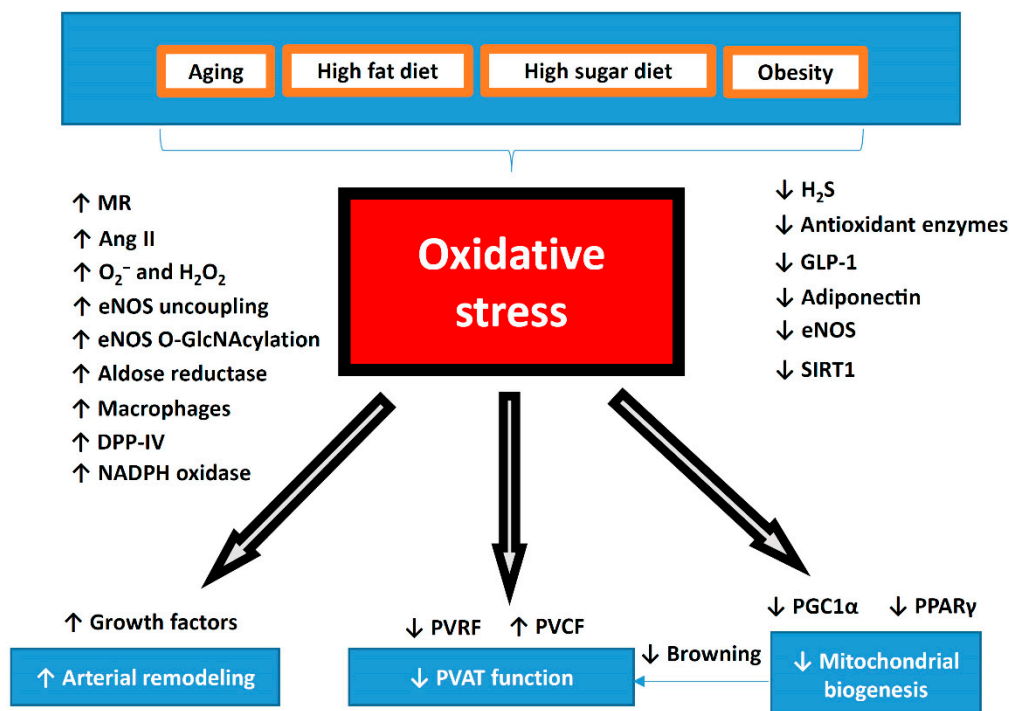 Aging
High fat diet
High sugar diet
Obesity
↑ MR
↑ Ang II
↑ O₂⁻ and H₂O₂
↑ eNOS uncoupling
↑ eNOS O-GlcNAcylation
↑ Aldose reductase
↑ Macrophages
↑ DPP-IV
↑ NADPH oxidase
Oxidative
stress
↓ H₂S
↓ Antioxidant enzymes
↓ GLP-1
↓ Adiponectin
↓ eNOS
↓ SIRT1
↑ Growth factors
↑ Arterial remodeling
↓ PVRF ↑ PVCF
↓ PVAT function
↓ Browning
↓ PGC1α ↓ PPARγ
↓ Mitochondrial
biogenesis